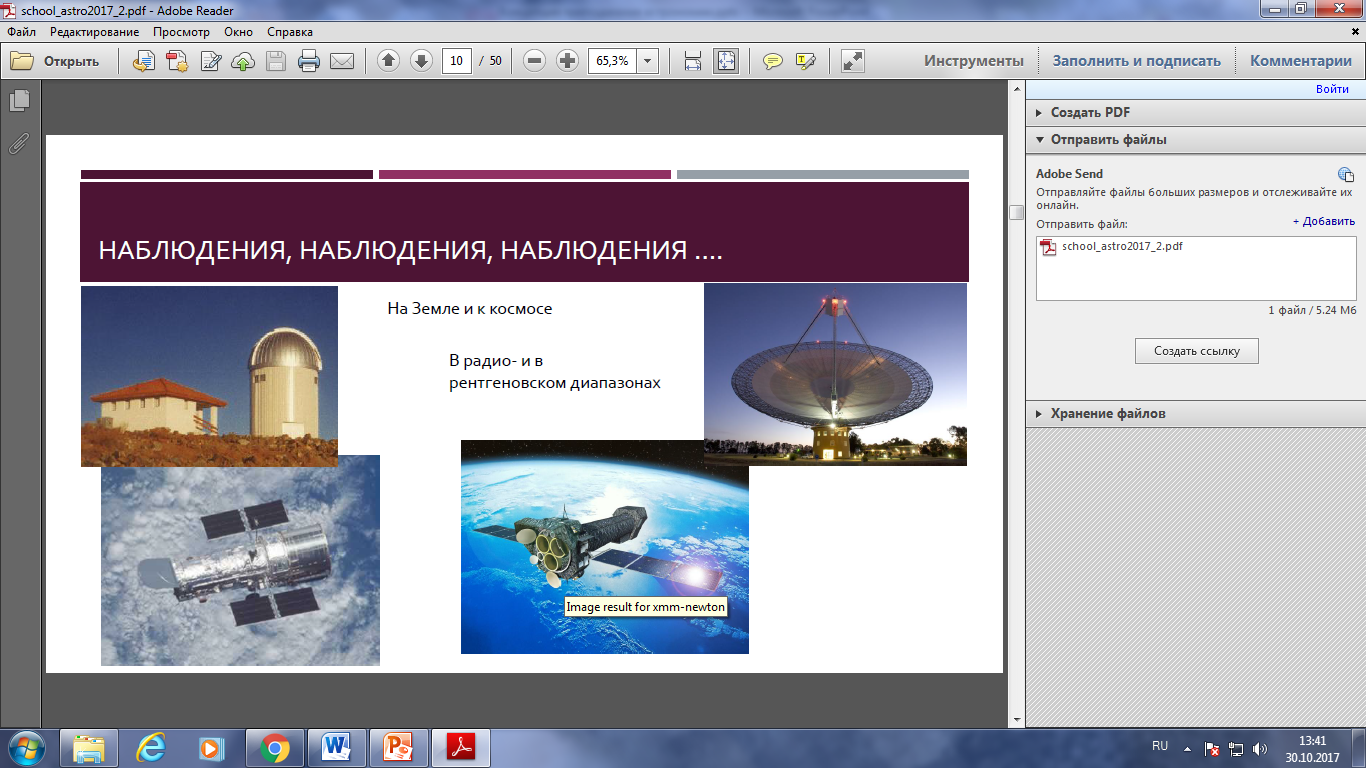 school_astro2017_2.pdf - Adobe Reader
Файл Редактирование Просмотр Окно Справка
Открыть 10 / 50 65,3% Инструменты Заполнить и подписать Комментарии
Войти
Создать PDF
Отправить файлы
Adobe Send
Отправляйте файлы больших размеров и отслеживайте их
онлайн.
Отправить файл: + Добавить
school_astro2017_2.pdf
1 файл / 5.24 Мб
Создать ссылку
Хранение файлов
НАБЛЮДЕНИЯ, НАБЛЮДЕНИЯ, НАБЛЮДЕНИЯ ....
На Земле и к космосе
В радио- и в
рентгеновском диапазонах
Image result for xmm-newton
RU 13:41
30.10.2017